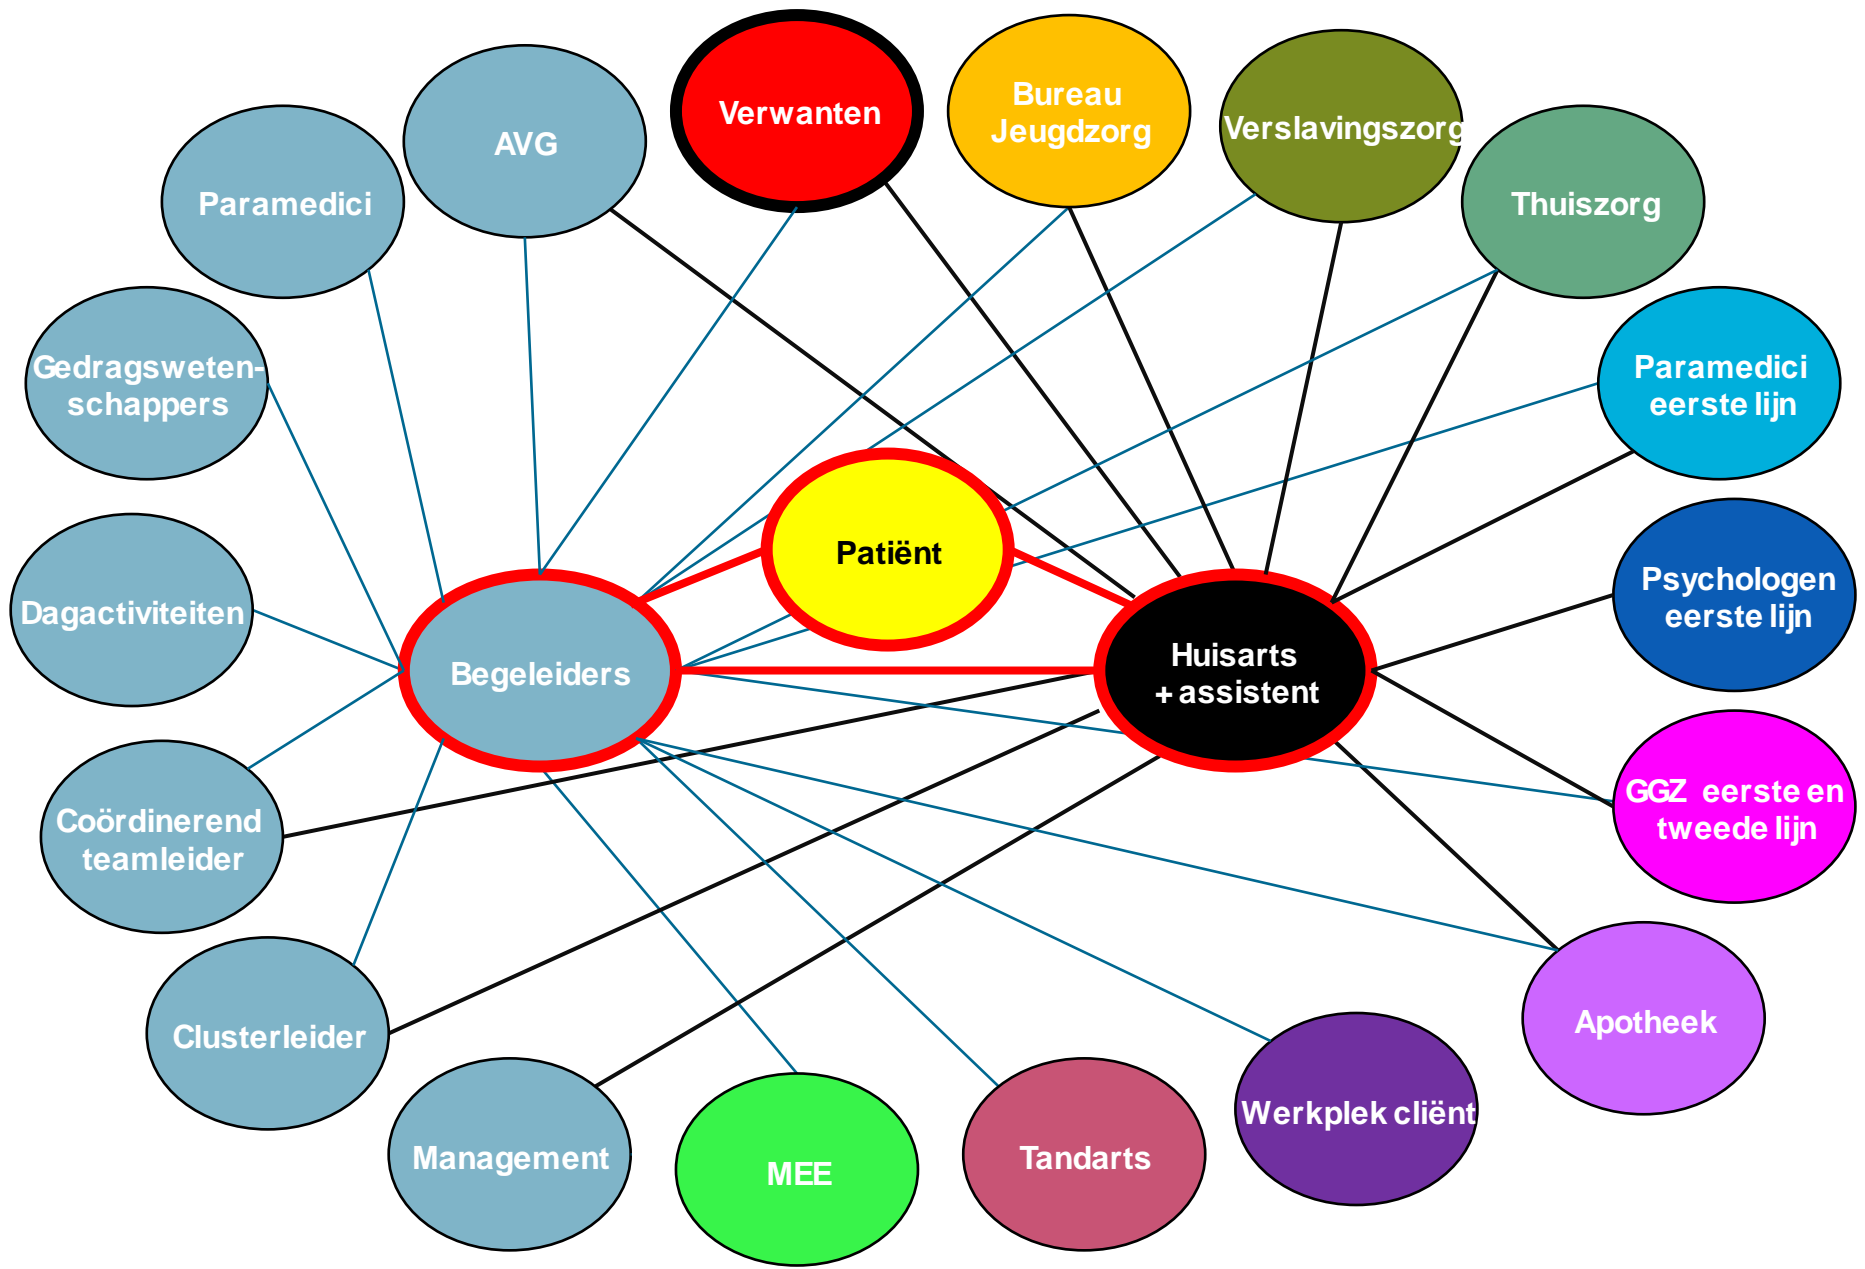 Verwanten
Bureau
Jeugdzorg
Verslavingszorg
AVG
Thuiszorg
Paramedici
Gedragsweten-
schappers
Paramedici
eerste lijn
Patiënt
Psychologen
eerste lijn
Dagactiviteiten
Begeleiders
Huisarts
+ assistent
GGZ eerste en
tweede lijn
Coördinerend
teamleider
Clusterleider
Apotheek
Werkplek cliënt
Management
MEE
Tandarts